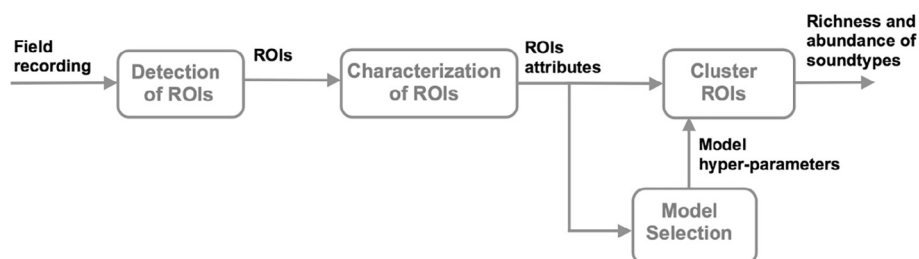 Field
recording
Detection
of ROIs
ROIs
Characterization
of ROIs
ROIs
attributes
Cluster
ROIs
Richness and
abundance of
soundtypes
Model
hyper-parameters
Model
Selection